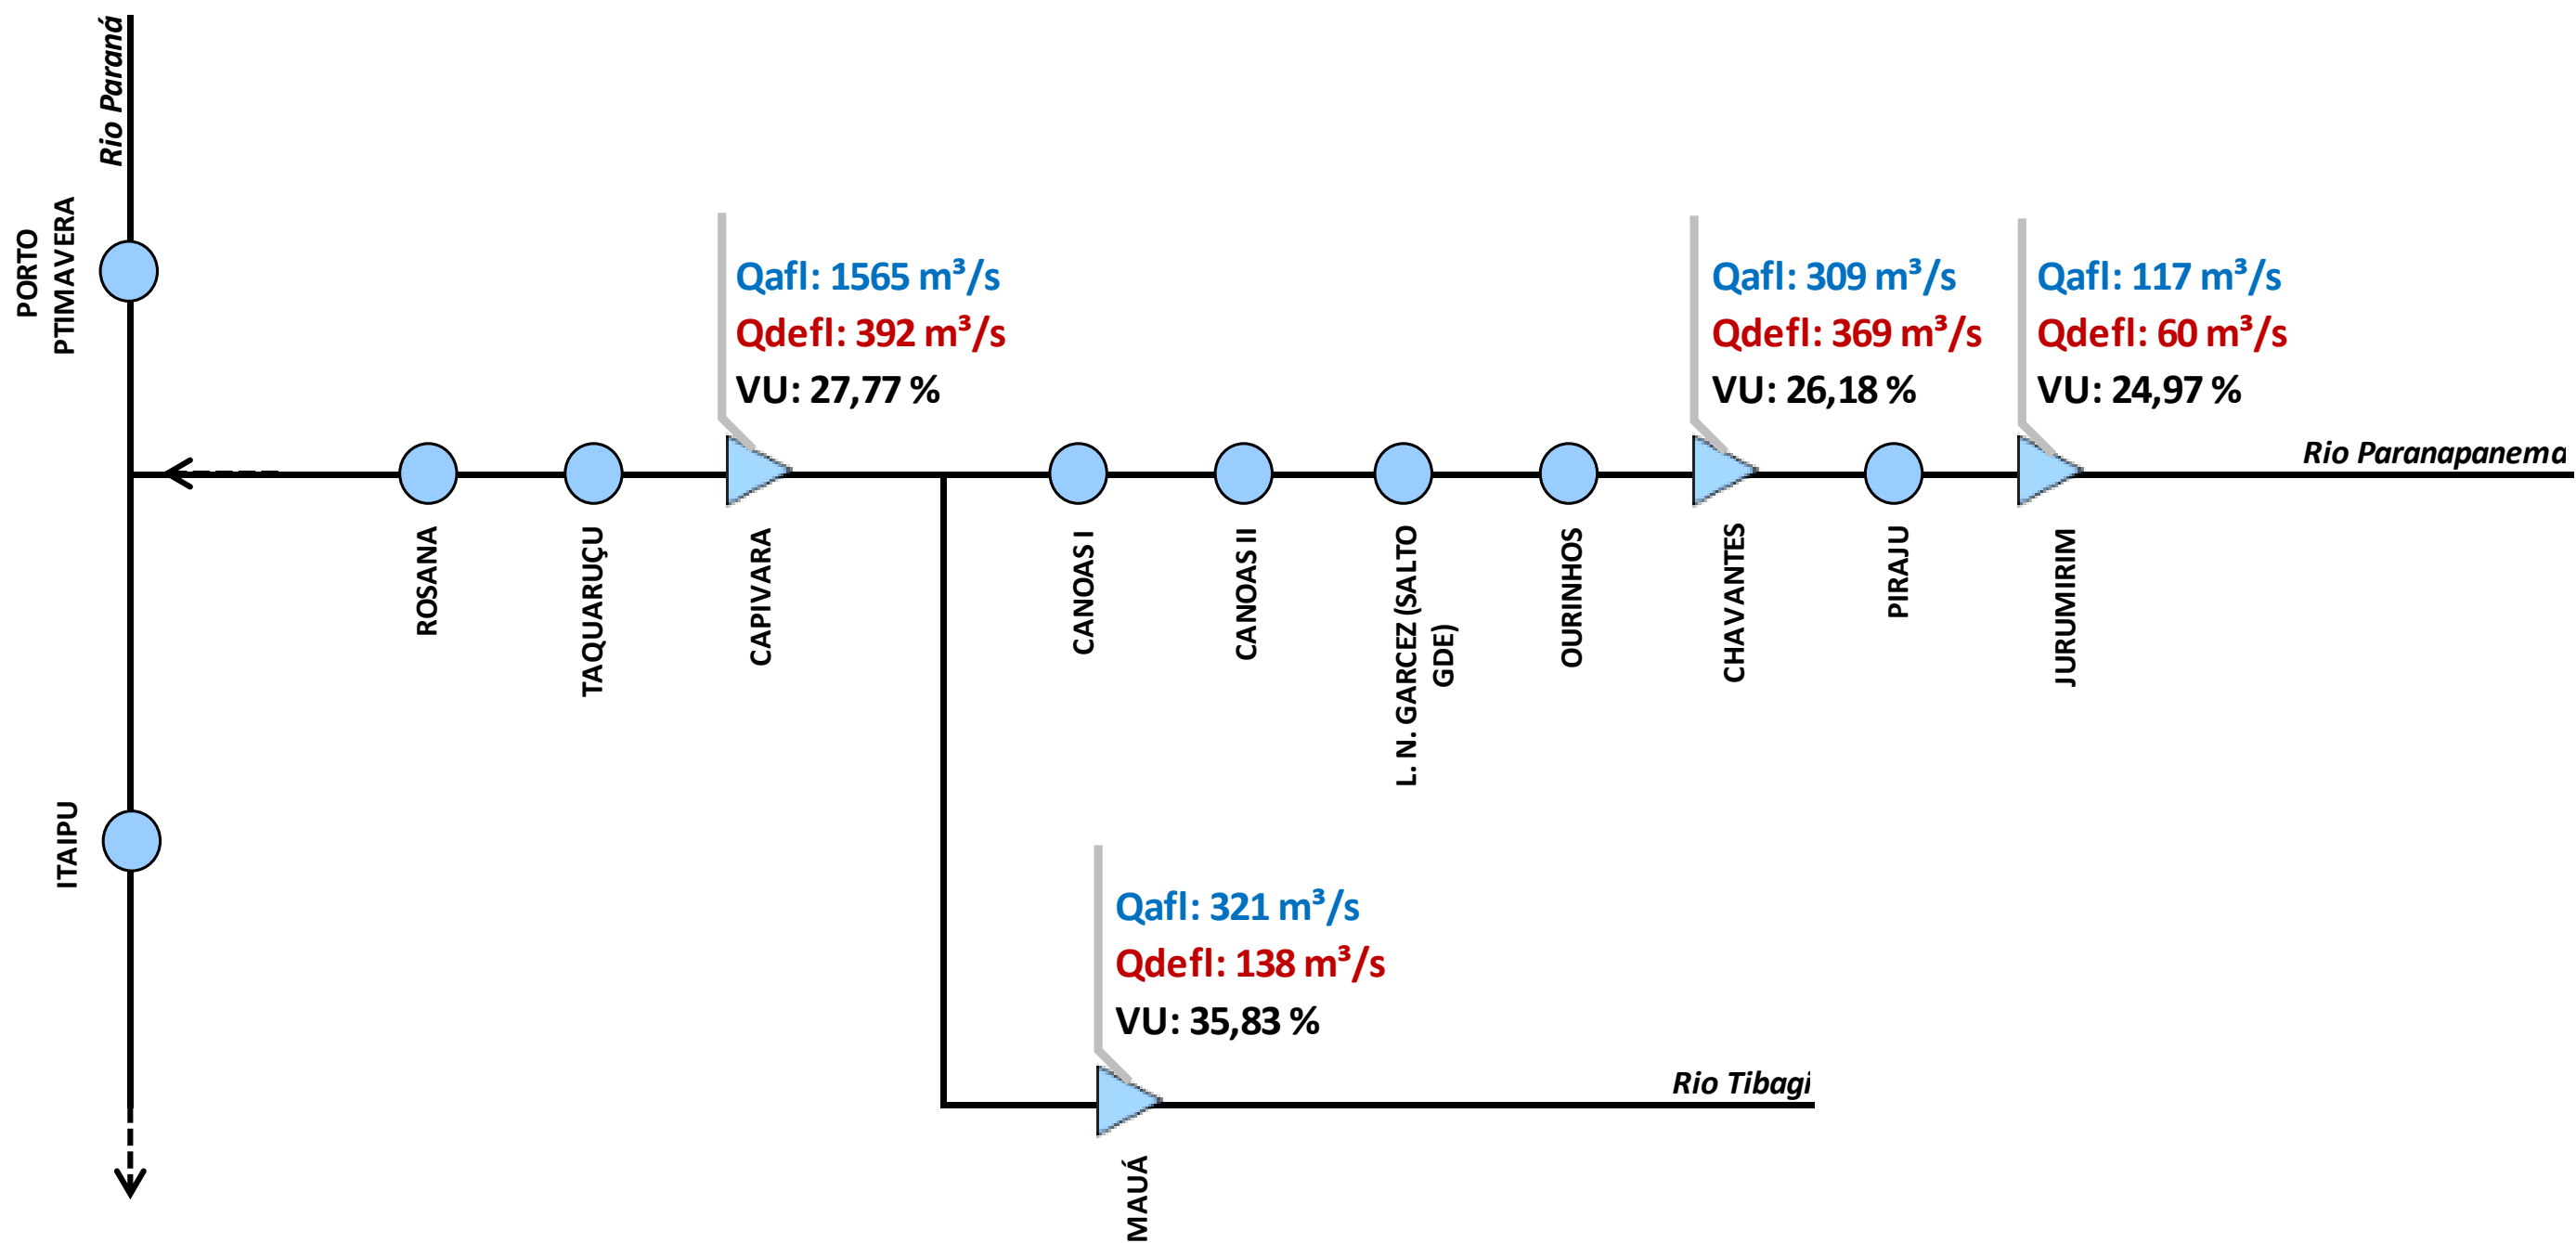 Rio Paraná
PORTO
PTIMAVERA
Qafl: 1565 m³/s
Qdefl: 392 m³/s
VU: 27,77 %
Qafl: 309 m³/s
Qdefl: 369 m³/s
VU: 26,18 %
Qafl: 117 m³/s
Qdefl: 60 m³/s
VU: 24,97 %
Rio Paranapanema
ROSANA
TAQUARUÇU
CAPIVARA
CANOAS I
CANOAS II
L. N. GARCEZ (SALTO
GDE)
OURINHOS
CHAVANTES
PIRAJU
JURUMIRIM
ITAIPU
Qafl: 321 m³/s
Qdefl: 138 m³/s
VU: 35,83 %
Rio Tibagi
MAUÁ